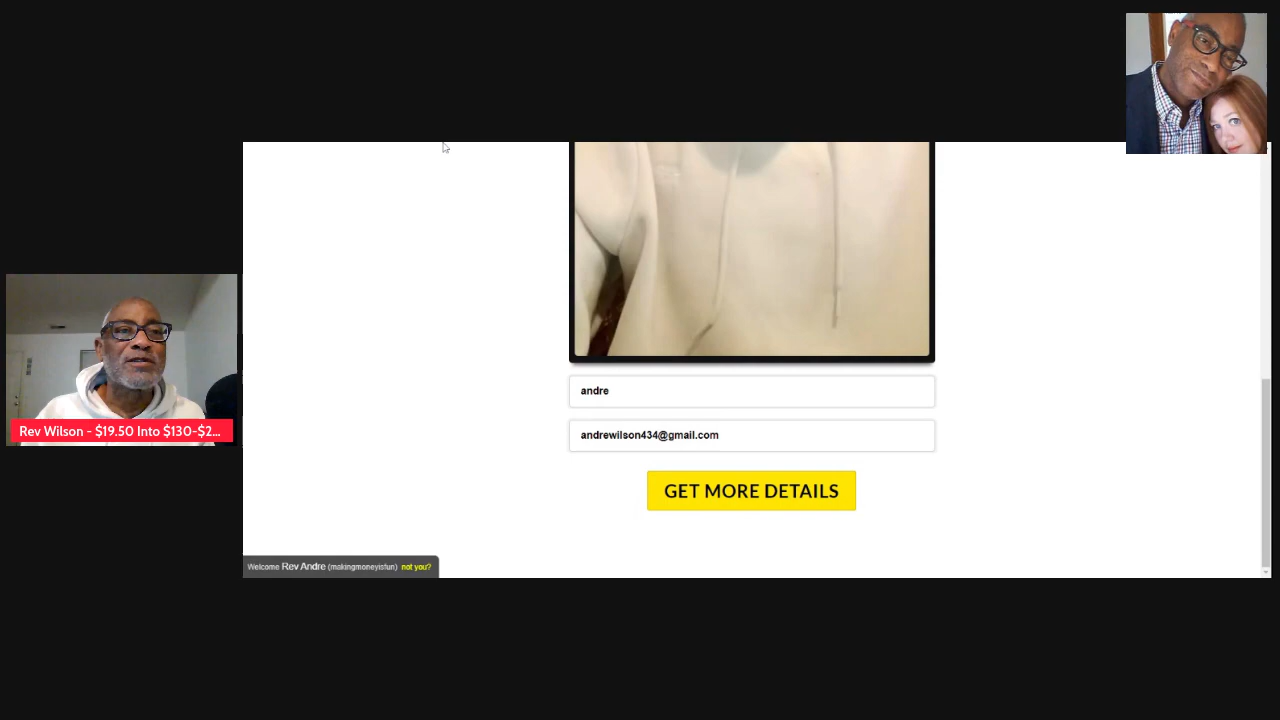 Rev Wilson - $19.50 Into $130-$2...
andre
andrewilson434@gmail.com
GET MORE DETAILS
Welcome Rev Andre (makingmoneyisfun) not you?